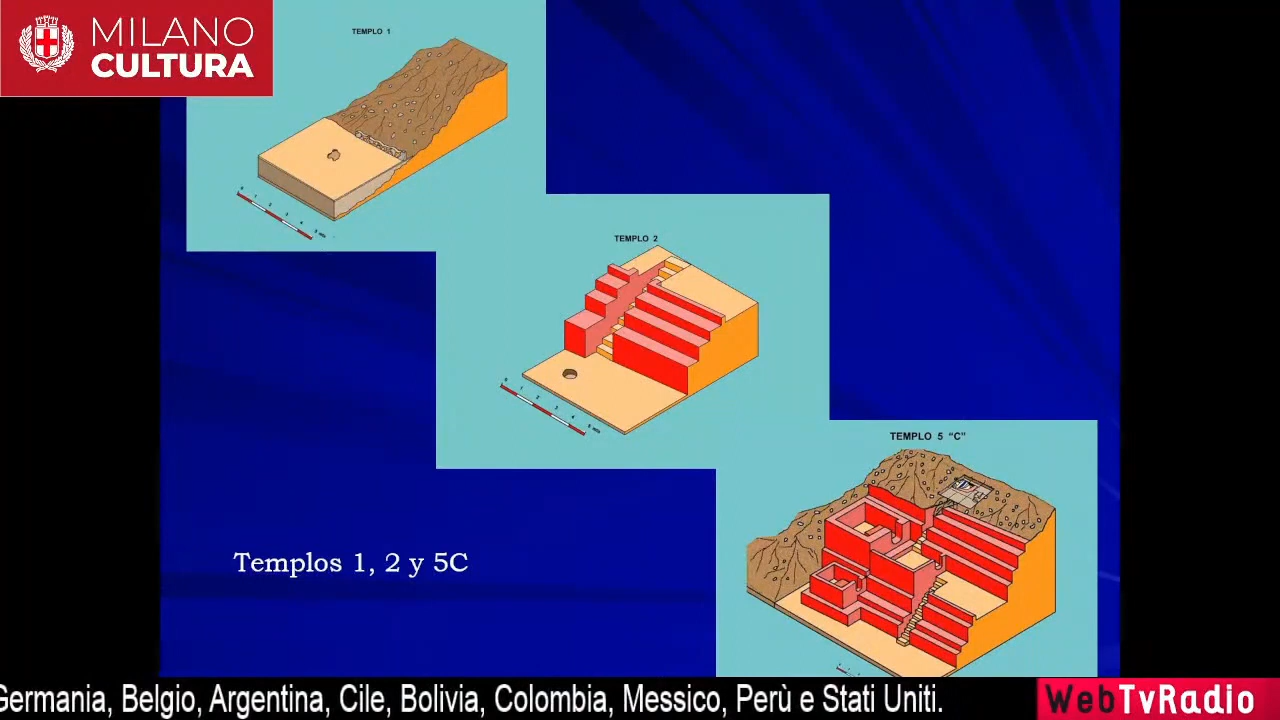 MILANO
CULTURA
TEMPLO 1
TEMPLO 2
TEMPLO 5 "C"
Templos 1, 2 y 5C
Germania, Belgio, Argentina, Cile, Bolivia, Colombia, Messico, Perù e Stati Uniti.
WebTvRadio